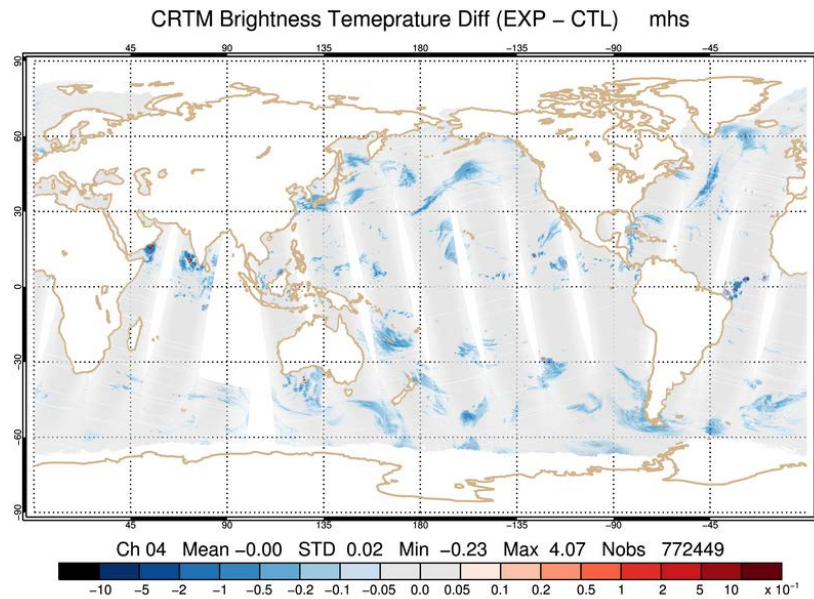 CRTM Brightness Temeprature Diff (EXP − CTL) mhs
45 90 135 180 −135 −90 −45
90
60
30
0
−30
−60
−90
45 90 135 180 −135 −90 −45
Ch 04 Mean −0.00 STD 0.02 Min −0.23 Max 4.07 Nobs 772449
−10 −5 −2 −1 −0.5 −0.2 −0.1 −0.05 0.0 0.05 0.1 0.2 0.5 1 2 5 10 x 10⁻¹